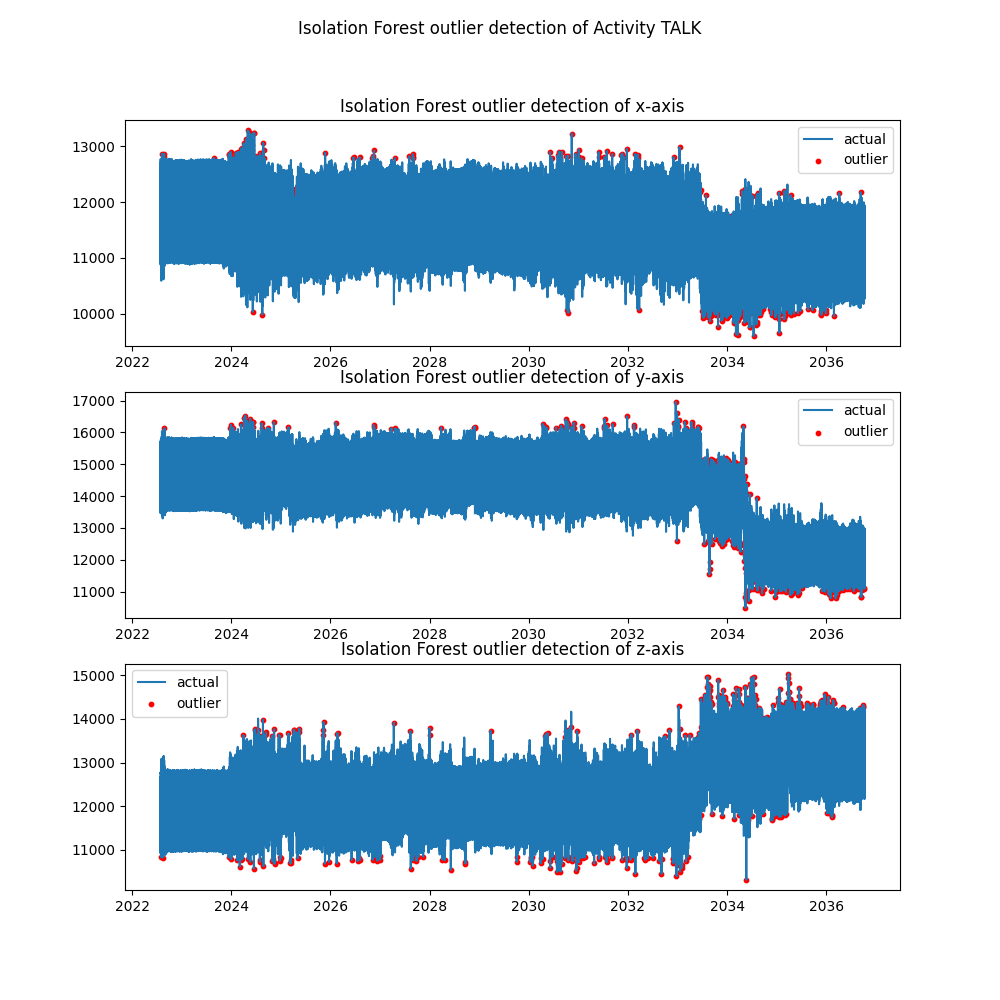 Isolation Forest outlier detection of Activity TALK
Isolation Forest outlier detection of x-axis
13000
12000
11000
10000
actual
outlier
2022 2024 2026 2028 2030 2032 2034 2036
Isolation Forest outlier detection of y-axis
17000
16000
15000
14000
13000
12000
11000
actual
outlier
2022 2024 2026 2028 2030 2032 2034 2036
Isolation Forest outlier detection of z-axis
15000
14000
13000
12000
11000
actual
outlier
2022 2024 2026 2028 2030 2032 2034 2036